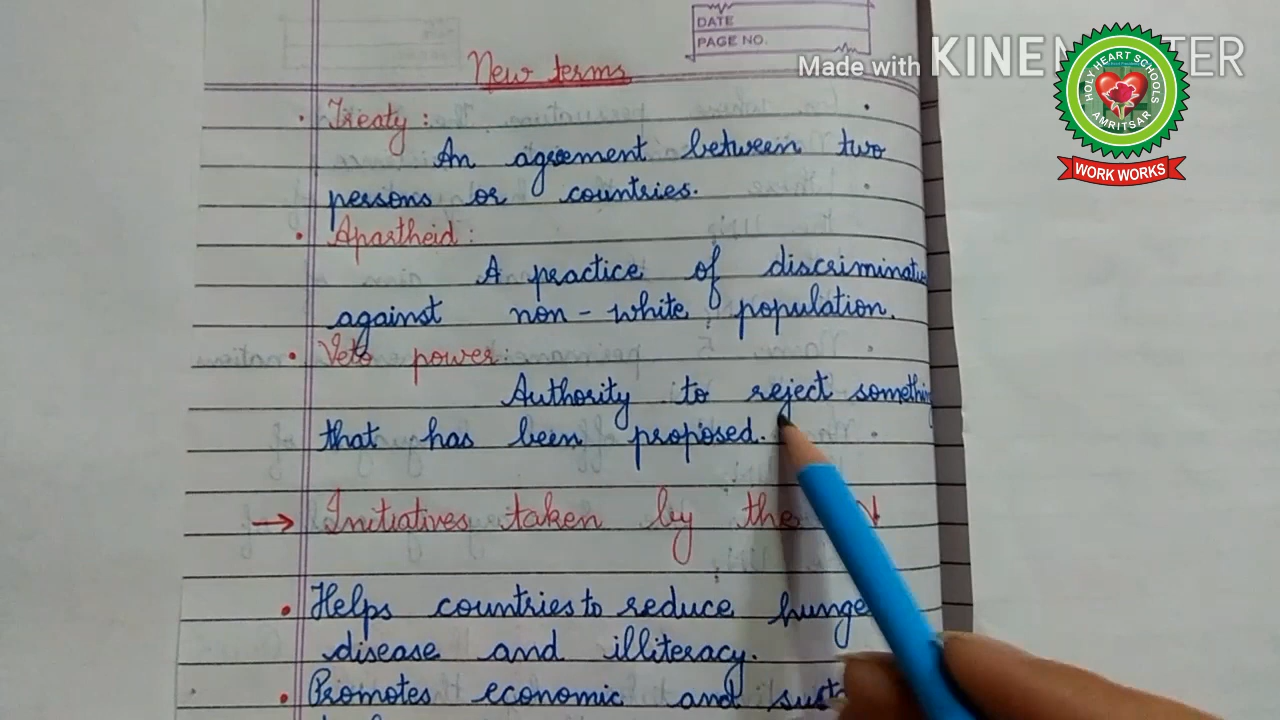 DATE
PAGE NO.
Made with KINEMASTER
HOLY HEART SCHOOLS
AMRITSAR
WORK WORKS
New terms
• Treaty :
An agreement between two
persons or countries.
• Apartheid :
A practice of discriminati
against non-white population.
• Veto power :
Authority to reject somethin
that has been proposed.
→ Initiatives taken by the
• Helps countries to reduce hunge
disease and illiteracy.
• Promotes economic and